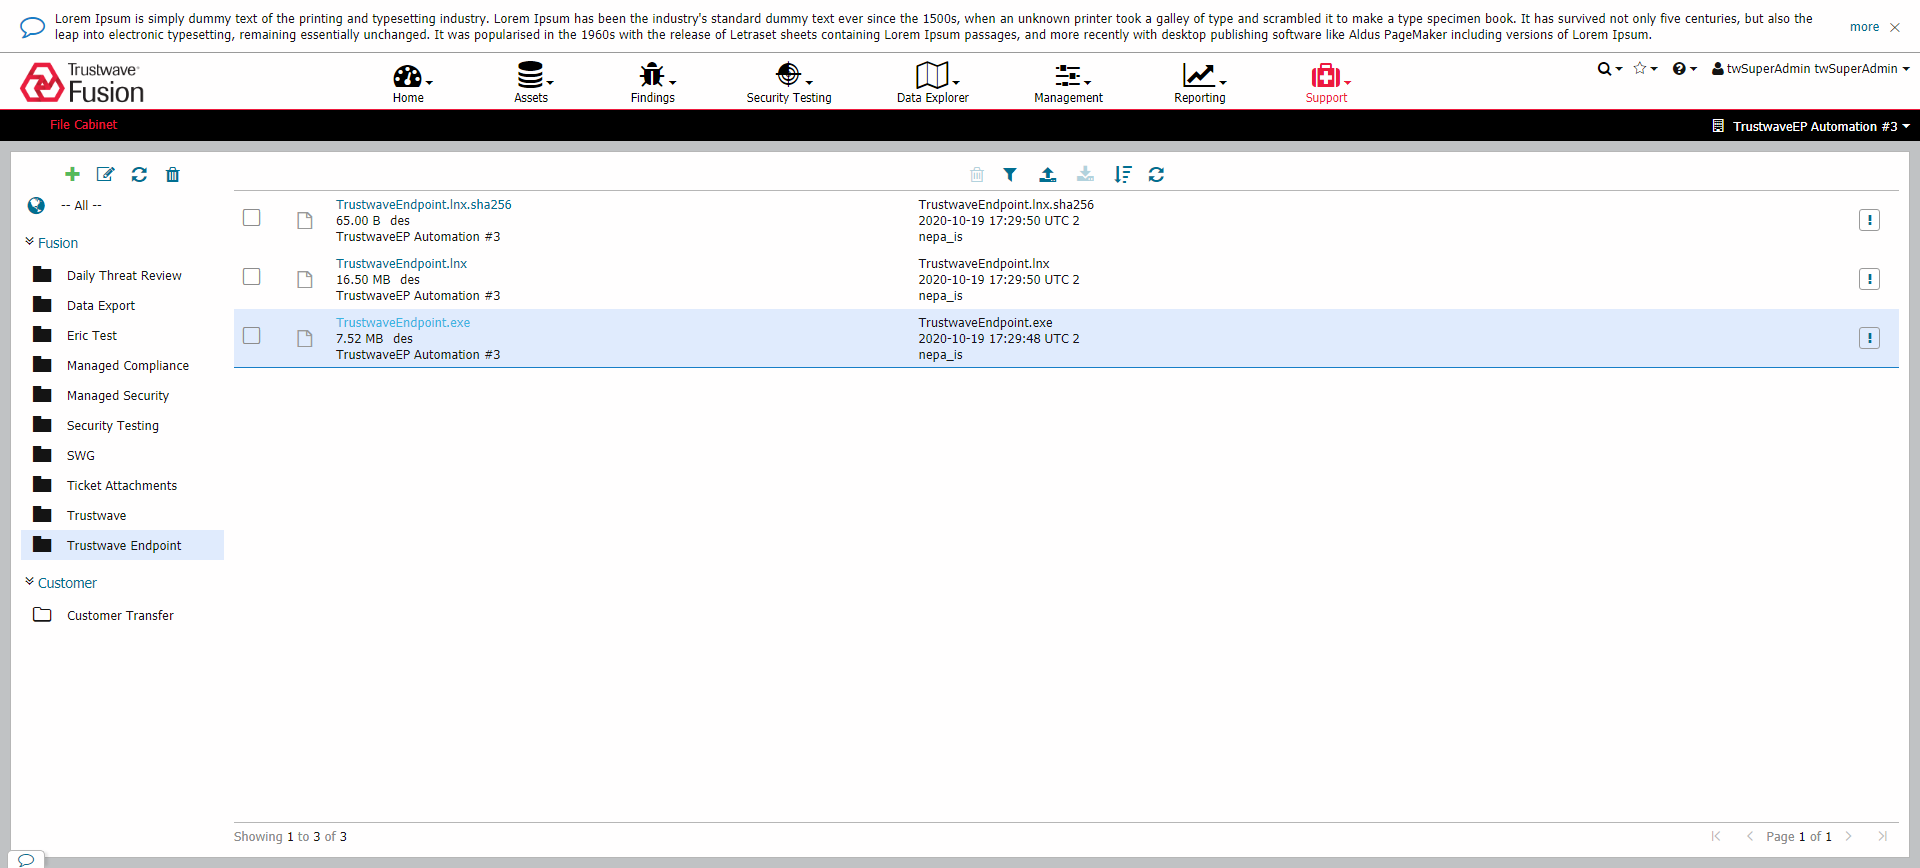 Lorem Ipsum is simply dummy text of the printing and typesetting industry. Lorem Ipsum has been the industry's standard dummy text ever since the 1500s, when an unknown printer took a galley of type and scrambled it to make a type specimen book. It has survived not only five centuries, but also the
leap into electronic typesetting, remaining essentially unchanged. It was popularised in the 1960s with the release of Letraset sheets containing Lorem Ipsum passages, and more recently with desktop publishing software like Aldus PageMaker including versions of Lorem Ipsum.
more
Trustwave
Fusion
Home
Assets
Findings
Security Testing
Data Explorer
Management
Reporting
Support
twSuperAdmin twSuperAdmin
File Cabinet
TrustwaveEP Automation #3
-- All --
Fusion
Daily Threat Review
Data Export
Eric Test
Managed Compliance
Managed Security
Security Testing
SWG
Ticket Attachments
Trustwave
Trustwave Endpoint
Customer
Customer Transfer
TrustwaveEndpoint.lnx.sha256
65.00 B des
TrustwaveEP Automation #3
TrustwaveEndpoint.lnx.sha256
2020-10-19 17:29:50 UTC 2
nepa_is
TrustwaveEndpoint.lnx
16.50 MB des
TrustwaveEP Automation #3
TrustwaveEndpoint.lnx
2020-10-19 17:29:50 UTC 2
nepa_is
TrustwaveEndpoint.exe
7.52 MB des
TrustwaveEP Automation #3
TrustwaveEndpoint.exe
2020-10-19 17:29:48 UTC 2
nepa_is
Showing 1 to 3 of 3
Page 1 of 1